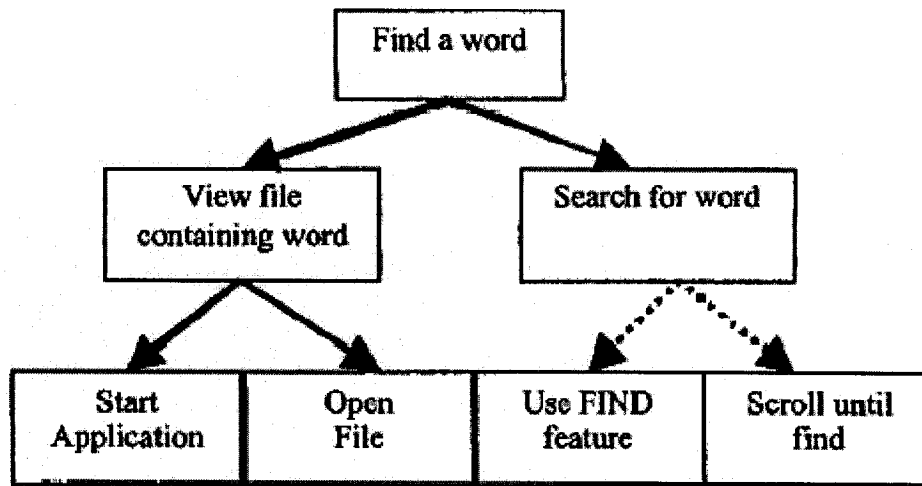 Find a word
View file
containing word
Search for word
Start
Application
Open
File
Use FIND
feature
Scroll until
find